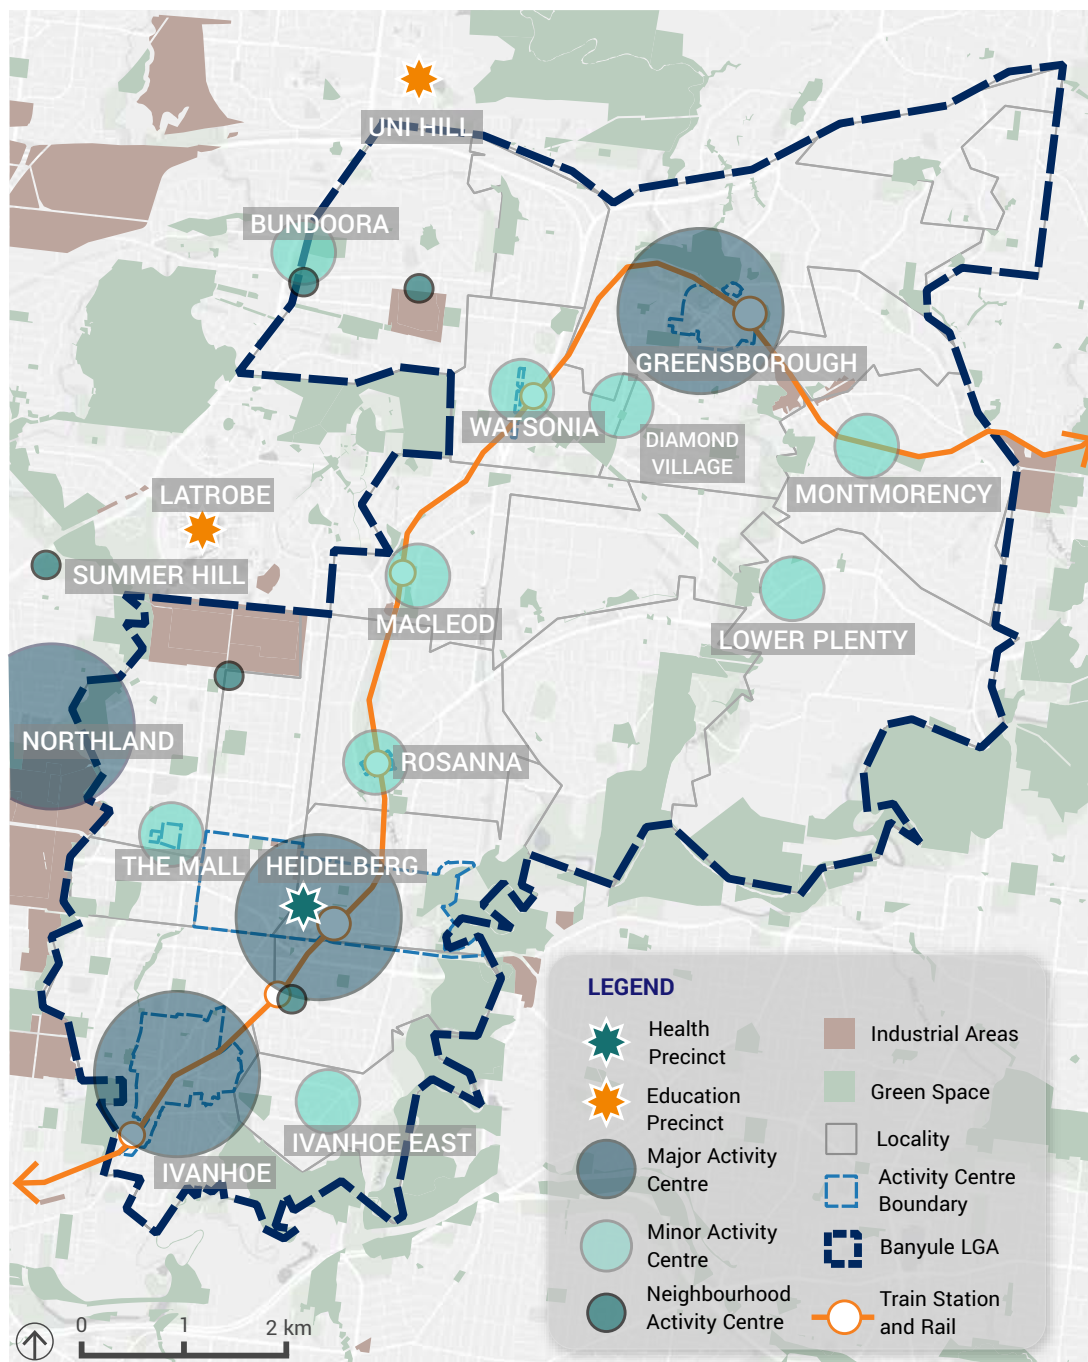 UNI HILL
BUNDOORA
GREENSBOROUGH
WATSONIA
DIAMOND
VILLAGE
MONTMORENCY
LATROBE
SUMMER HILL
MACLEOD
LOWER PLENTY
NORTHLAND
ROSANNA
THE MALL
HEIDELBERG
IVANHOE EAST
IVANHOE
LEGEND
Health
Precinct
Education
Precinct
Major Activity
Centre
Minor Activity
Centre
Neighbourhood
Activity Centre
Industrial Areas
Green Space
Locality
Activity Centre
Boundary
Banyule LGA
Train Station
and Rail
0 1 2 km